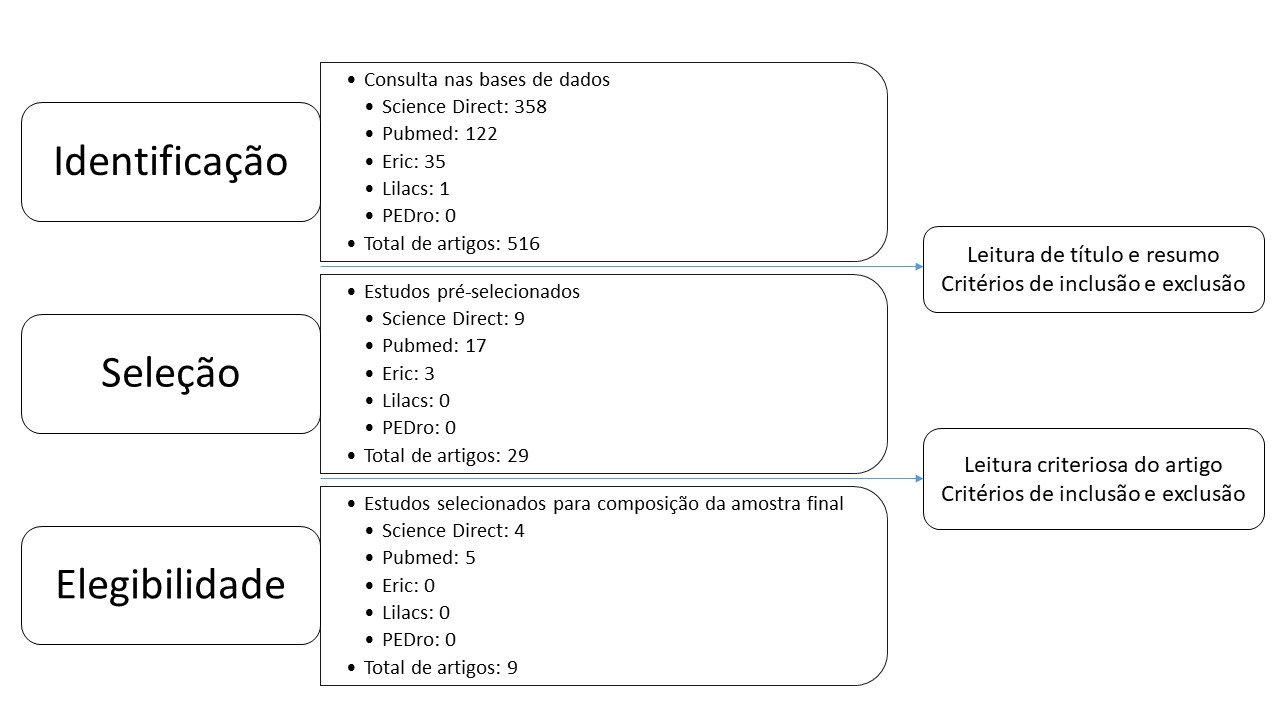 Identificação
• Consulta nas bases de dados
• Science Direct: 358
• Pubmed: 122
• Eric: 35
• Lilacs: 1
• PEDro: 0
• Total de artigos: 516
Leitura de título e resumo
Critérios de inclusão e exclusão
Seleção
• Estudos pré-selecionados
• Science Direct: 9
• Pubmed: 17
• Eric: 3
• Lilacs: 0
• PEDro: 0
• Total de artigos: 29
Leitura criteriosa do artigo
Critérios de inclusão e exclusão
Elegibilidade
• Estudos selecionados para composição da amostra final
• Science Direct: 4
• Pubmed: 5
• Eric: 0
• Lilacs: 0
• PEDro: 0
• Total de artigos: 9